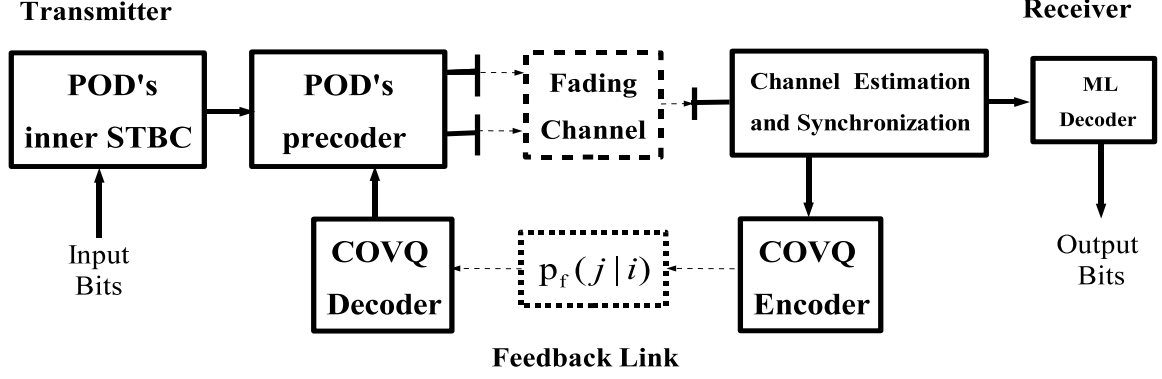 Transmitter
Receiver
POD's
inner STBC
POD's
precoder
Fading
Channel
Channel Estimation
and Synchronization
ML
Decoder
Input
Bits
COVQ
Decoder
p_f(j|i)
COVQ
Encoder
Output
Bits
Feedback Link